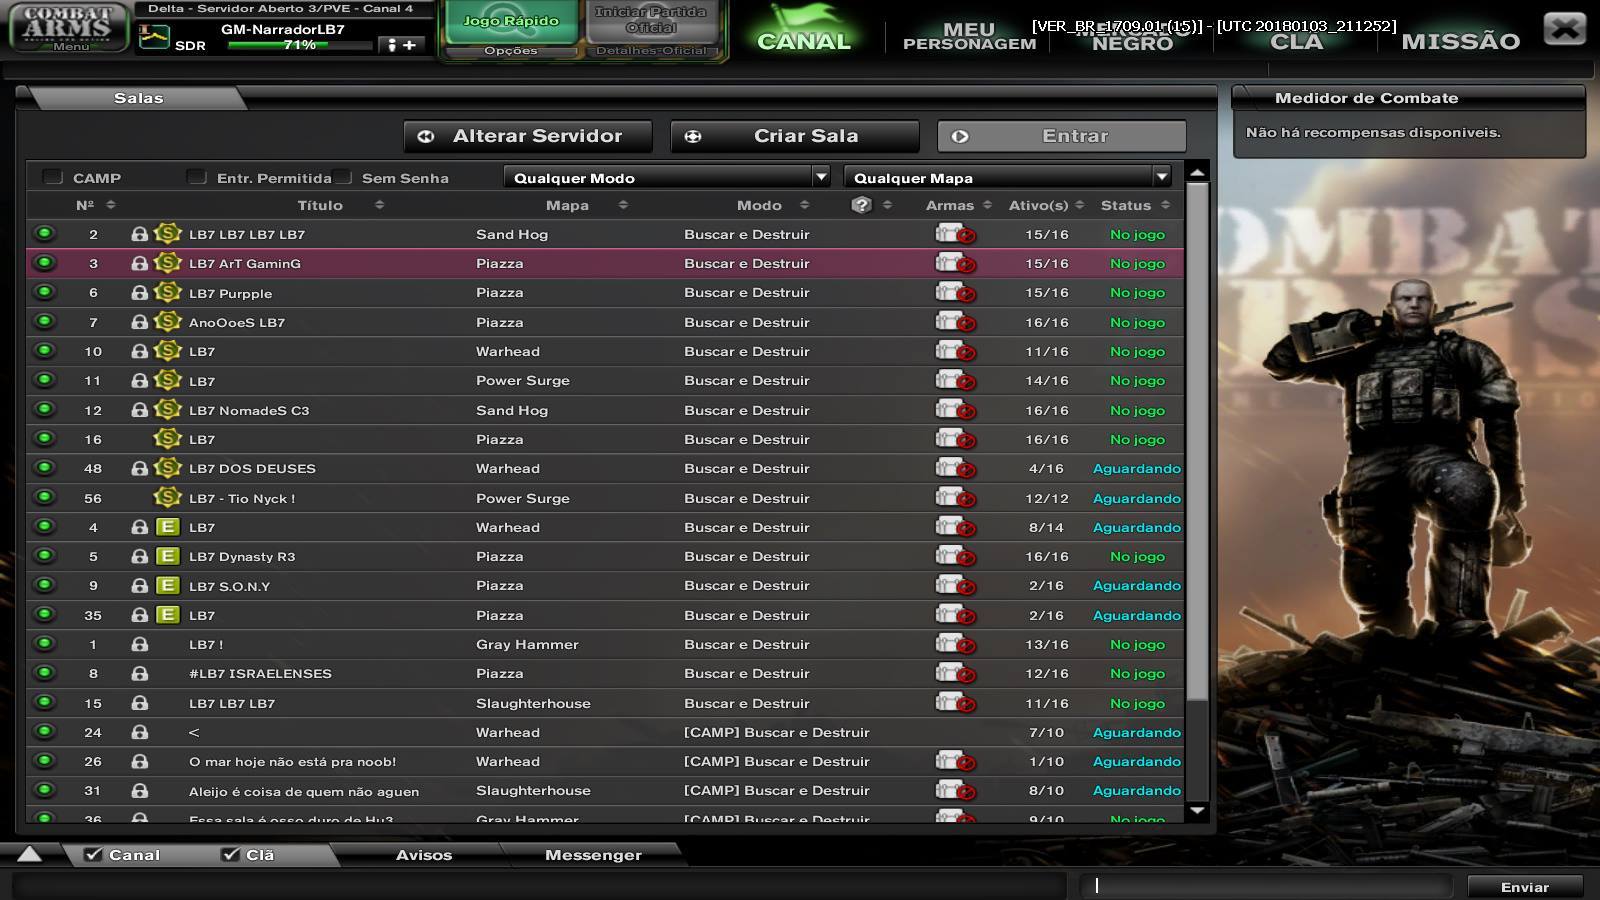 COMBAT ARMS
Menu
Delta - Servidor Aberto 3/PVE - Canal 4
SDR
GM-NarradorLB7
71%
Jogo Rápido
Opções
Iniciar Partida Oficial
Detalhes-Oficial
CANAL
MEU PERSONAGEM
NEGRO
CLÃ
MISSÃO
[VER_BR_1709.01 (15)] - [UTC 20180103_211252]
Salas
Alterar Servidor
Criar Sala
Entrar
Medidor de Combate
Não há recompensas disponiveis.
CAMP
Entr. Permitida
Sem Senha
Qualquer Modo
Qualquer Mapa
Nº Título Mapa Modo ? Armas Ativo(s) Status
2 S LB7 LB7 LB7 LB7 Sand Hog Buscar e Destruir 15/16 No jogo
3 S LB7 ArT GaminG Piazza Buscar e Destruir 15/16 No jogo
6 S LB7 Purpple Piazza Buscar e Destruir 15/16 No jogo
7 S AnoOoeS LB7 Piazza Buscar e Destruir 16/16 No jogo
10 S LB7 Warhead Buscar e Destruir 11/16 No jogo
11 S LB7 Power Surge Buscar e Destruir 14/16 No jogo
12 S LB7 NomadeS C3 Sand Hog Buscar e Destruir 16/16 No jogo
16 S LB7 Piazza Buscar e Destruir 16/16 No jogo
48 S LB7 DOS DEUSES Warhead Buscar e Destruir 4/16 Aguardando
56 S LB7 - Tio Nyck ! Power Surge Buscar e Destruir 12/12 Aguardando
4 E LB7 Warhead Buscar e Destruir 8/14 Aguardando
5 E LB7 Dynasty R3 Piazza Buscar e Destruir 16/16 No jogo
9 E LB7 S.O.N.Y Piazza Buscar e Destruir 2/16 Aguardando
35 E LB7 Piazza Buscar e Destruir 2/16 Aguardando
1 LB7 ! Gray Hammer Buscar e Destruir 13/16 No jogo
8 #LB7 ISRAELENSES Piazza Buscar e Destruir 12/16 No jogo
15 LB7 LB7 LB7 Slaughterhouse Buscar e Destruir 11/16 No jogo
24 < Warhead [CAMP] Buscar e Destruir 7/10 Aguardando
26 O mar hoje não está pra noob! Warhead [CAMP] Buscar e Destruir 1/10 Aguardando
31 Aleijo é coisa de quem não aguen Slaughterhouse [CAMP] Buscar e Destruir 8/10 Aguardando
36 Essa sala é osso duro de Hu3 Gray Hammer [CAMP] Buscar e Destruir 9/10 No jogo
Canal
Clã
Avisos
Messenger
Enviar